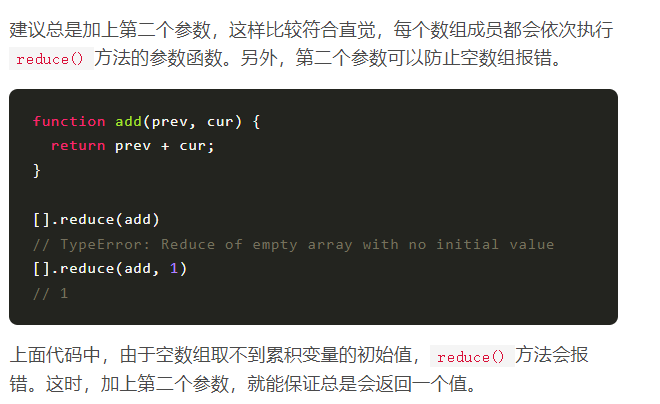 建议总是加上第二个参数，这样比较符合直觉，每个数组成员都会依次执行
reduce() 方法的参数函数。另外，第二个参数可以防止空数组报错。
function add(prev, cur) {
  return prev + cur;
}
[].reduce(add)
// TypeError: Reduce of empty array with no initial value
[].reduce(add, 1)
// 1
上面代码中，由于空数组取不到累积变量的初始值， reduce() 方法会报
错。这时，加上第二个参数，就能保证总是会返回一个值。